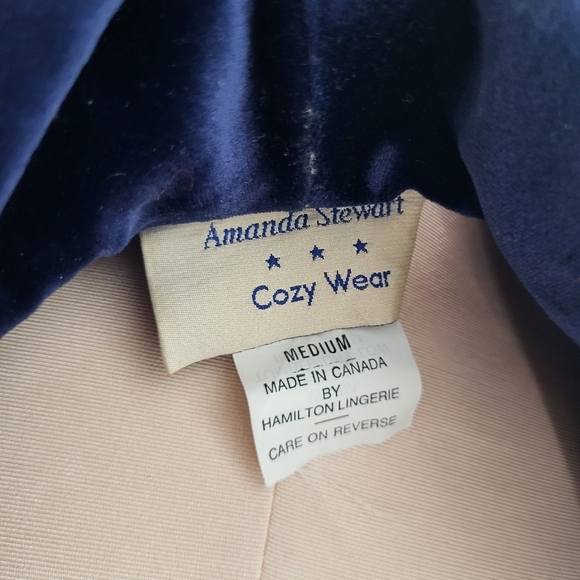 Amanda Stewart
★ ★ ★
Cozy Wear
MEDIUM
MADE IN CANADA
BY
HAMILTON LINGERIE
CARE ON REVERSE